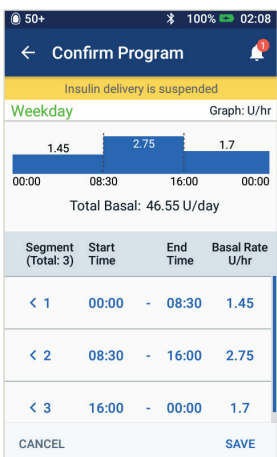 50+ 100% 02:08
Confirm Program 1
Insulin delivery is suspended
Weekday Graph: U/hr
1.45 2.75 1.7
00:00 08:30 16:00 00:00
Total Basal: 46.55 U/day
Segment Start End Basal Rate
(Total: 3) Time Time U/hr
< 1 00:00 - 08:30 1.45
< 2 08:30 - 16:00 2.75
< 3 16:00 - 00:00 1.7
CANCEL SAVE